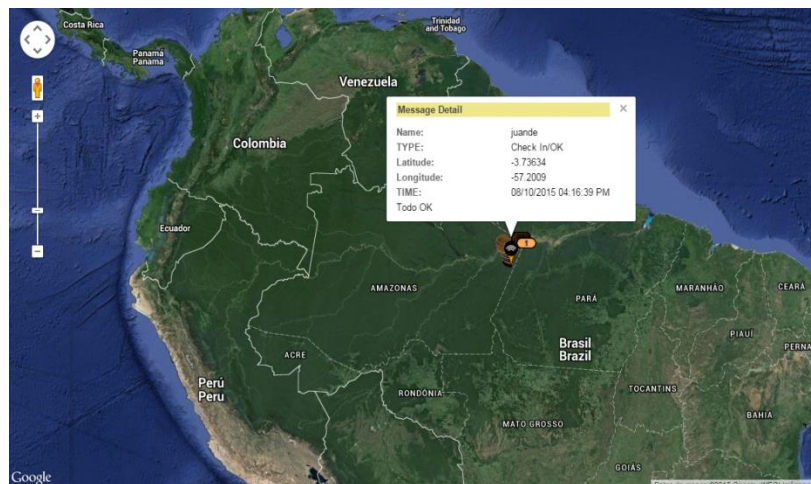 Costa Rica
Trinidad
and Tobago
Panamá
Panama
Venezuela
Message Detail
Name: juande
TYPE: Check In/OK
Latitude: -3.73634
Longitude: -57.2009
TIME: 08/10/2015 04:16:39 PM
Todo OK
Colombia
Ecuador
1
AMAZONAS
PARÁ
MARANHÃO
CEARÁ
PIAUÍ
Brasil
Brazil
PERNA
ACRE
Perú
Peru
RONDÔNIA
TOCANTINS
MATO GROSSO
BAHIA
GOIÁS
Google